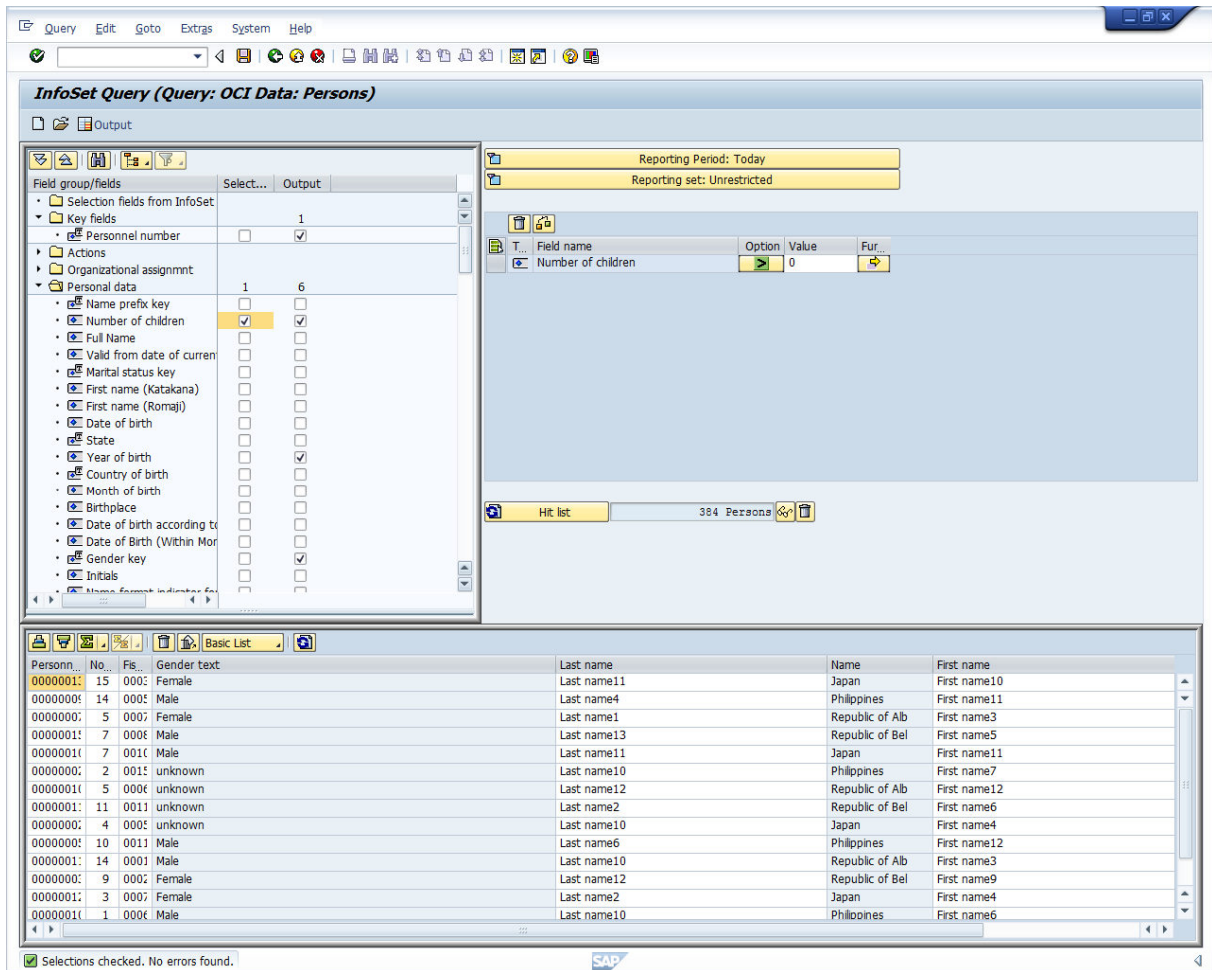 Query Edit Goto Extras System Help
InfoSet Query (Query: OCI Data: Persons)
Output
Field group/fields Select... Output
Selection fields from InfoSet
Key fields 1
Personnel number
Actions
Organizational assignmnt
Personal data 1 6
Name prefix key
Number of children
Full Name
Valid from date of curren
Marital status key
First name (Katakana)
First name (Romaji)
Date of birth
State
Year of birth
Country of birth
Month of birth
Birthplace
Date of birth according to
Date of Birth (Within Mor
Gender key
Initials
Name format indicator for
Reporting Period: Today
Reporting set: Unrestricted
T... Field name Option Value Fur...
Number of children > 0
Hit list 384 Persons
Basic List
Personn... No... Fis... Gender text Last name Name First name
15 Female Last name11 Japan First name10
14 Male Last name4 Philippines First name11
5 Female Last name1 Republic of Alb First name3
7 Male Last name13 Republic of Bel First name5
7 Male Last name11 Japan First name11
2 unknown Last name10 Philippines First name7
5 unknown Last name12 Republic of Alb First name12
11 unknown Last name2 Republic of Bel First name6
4 unknown Last name10 Japan First name4
10 Male Last name6 Philippines First name12
14 Male Last name10 Republic of Alb First name3
9 Female Last name12 Republic of Bel First name9
3 Female Last name2 Japan First name4
1 Male Last name10 Philippines First name6
Selections checked. No errors found.
SAP